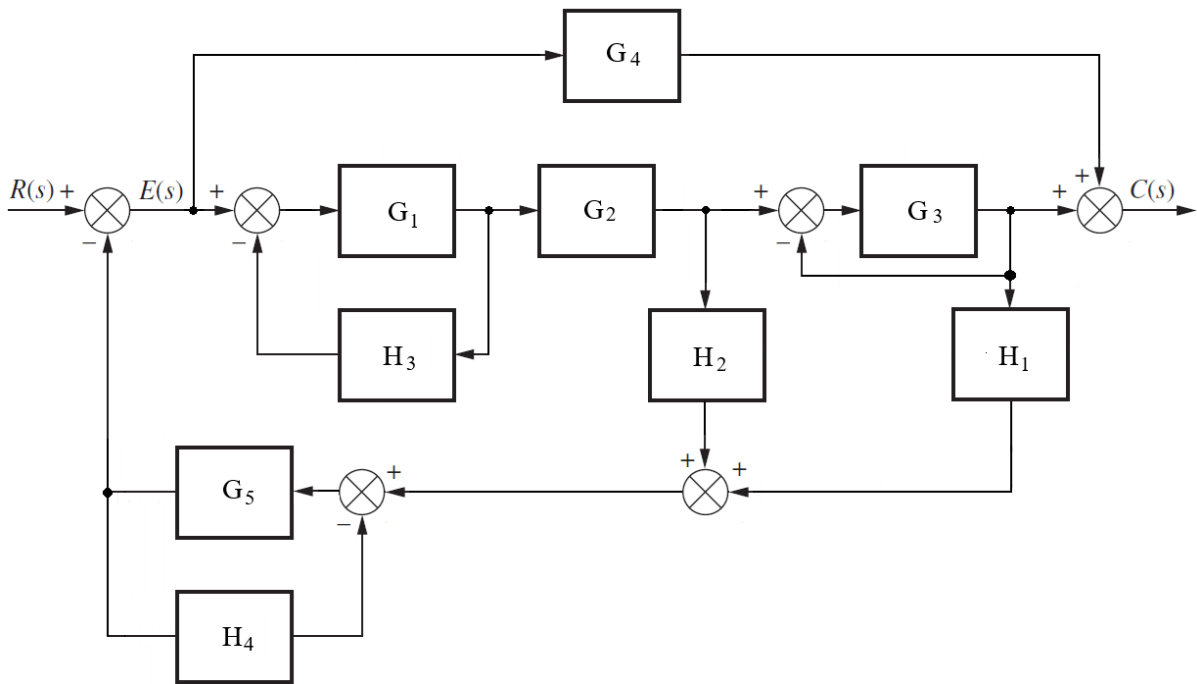 G4
R(s) +
E(s)
+
−
−
G1
G2
+
−
G3
+
+
C(s)
H3
H2
H1
G5
+
−
+
+
H4